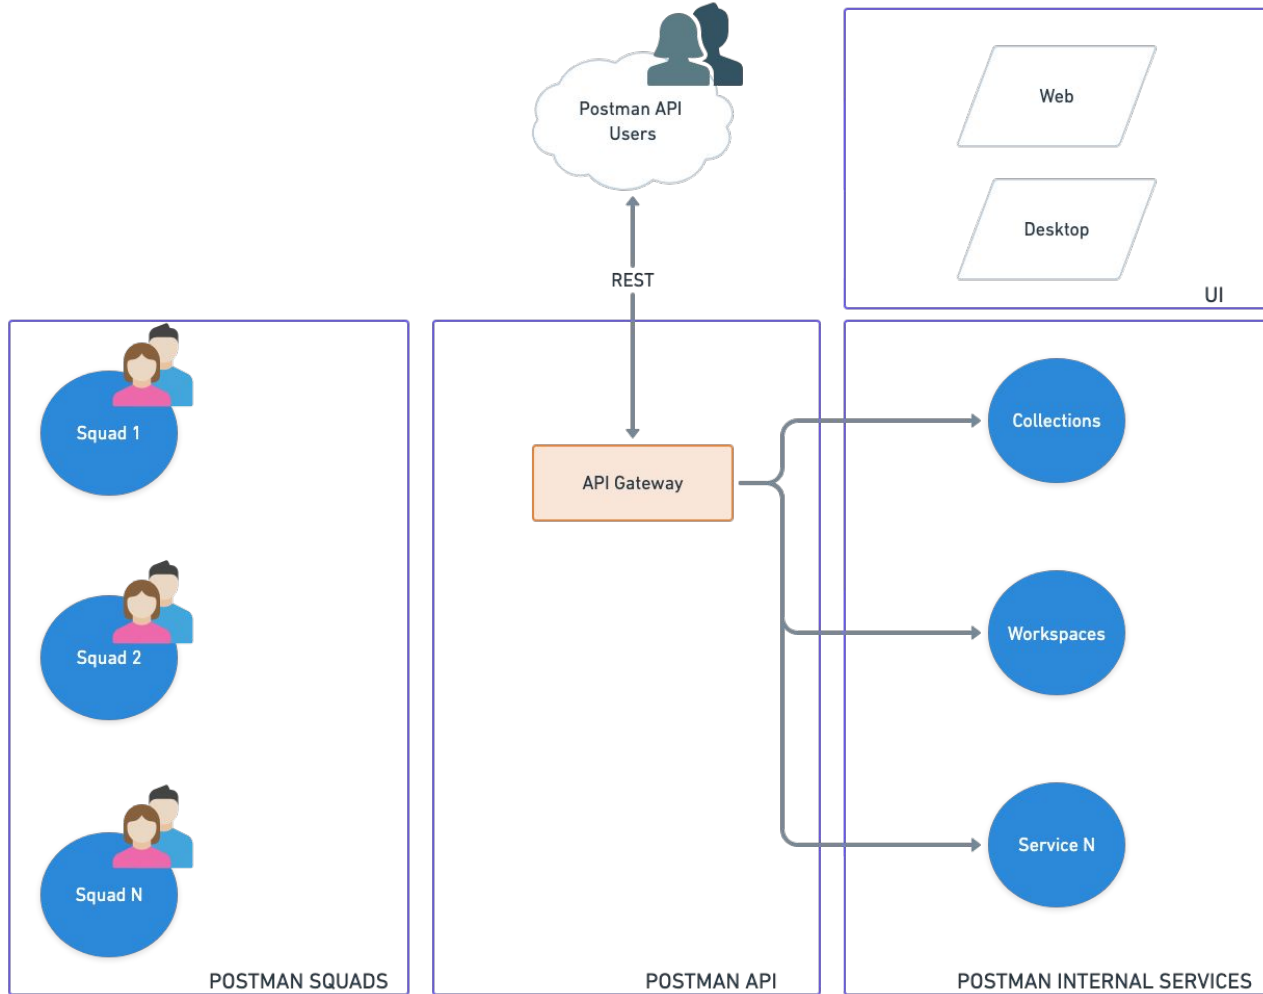 Postman API
Users
Web
Desktop
UI
REST
Squad 1
Squad 2
Squad N
POSTMAN SQUADS
API Gateway
POSTMAN API
Collections
Workspaces
Service N
POSTMAN INTERNAL SERVICES